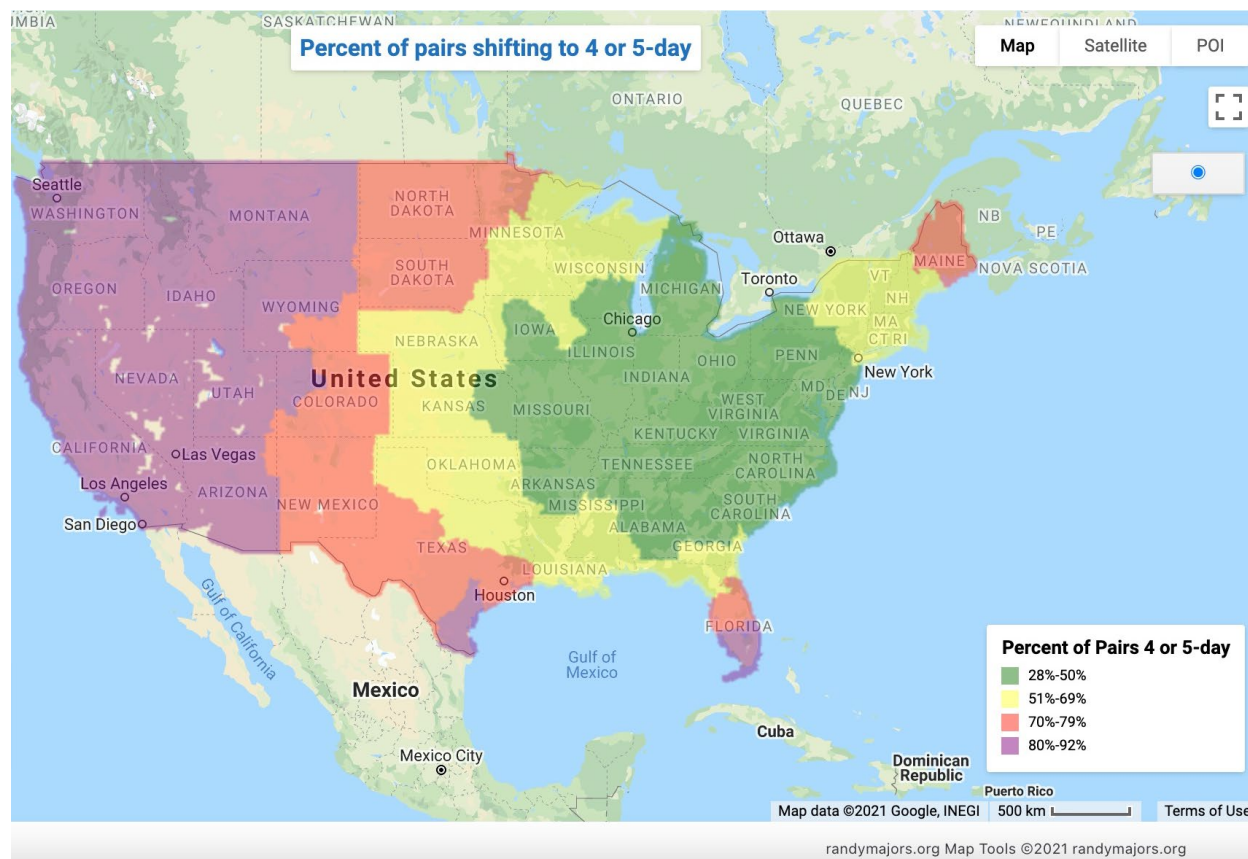 UMBIA
SASKATCHEWAN
NEWFOUNDLAND
Percent of pairs shifting to 4 or 5-day
Map
Satellite
POI
ONTARIO
QUEBEC
Seattle
WASHINGTON
MONTANA
NORTH
DAKOTA
MINNESOTA
Ottawa
NB
PE
MAINE
NOVA SCOTIA
OREGON
IDAHO
WYOMING
SOUTH
DAKOTA
WISCONSIN
MICHIGAN
Toronto
VT
NH
NEW YORK
MA
CT RI
Chicago
IOWA
NEBRASKA
ILLINOIS
INDIANA
OHIO
PENN
New York
NEVADA
UTAH
United States
COLORADO
KANSAS
MISSOURI
WEST
VIRGINIA
MD
DE
NJ
KENTUCKY
VIRGINIA
CALIFORNIA
Las Vegas
Los Angeles
ARIZONA
NEW MEXICO
OKLAHOMA
ARKANSAS
TENNESSEE
NORTH
CAROLINA
MISSISSIPPI
SOUTH
CAROLINA
San Diego
ALABAMA
GEORGIA
TEXAS
LOUISIANA
Houston
Gulf of California
FLORIDA
Gulf of
Mexico
Mexico
Mexico City
Cuba
Dominican
Republic
Puerto Rico
Percent of Pairs 4 or 5-day
28%-50%
51%-69%
70%-79%
80%-92%
Map data ©2021 Google, INEGI
500 km
Terms of Use
randymajors.org Map Tools ©2021 randymajors.org